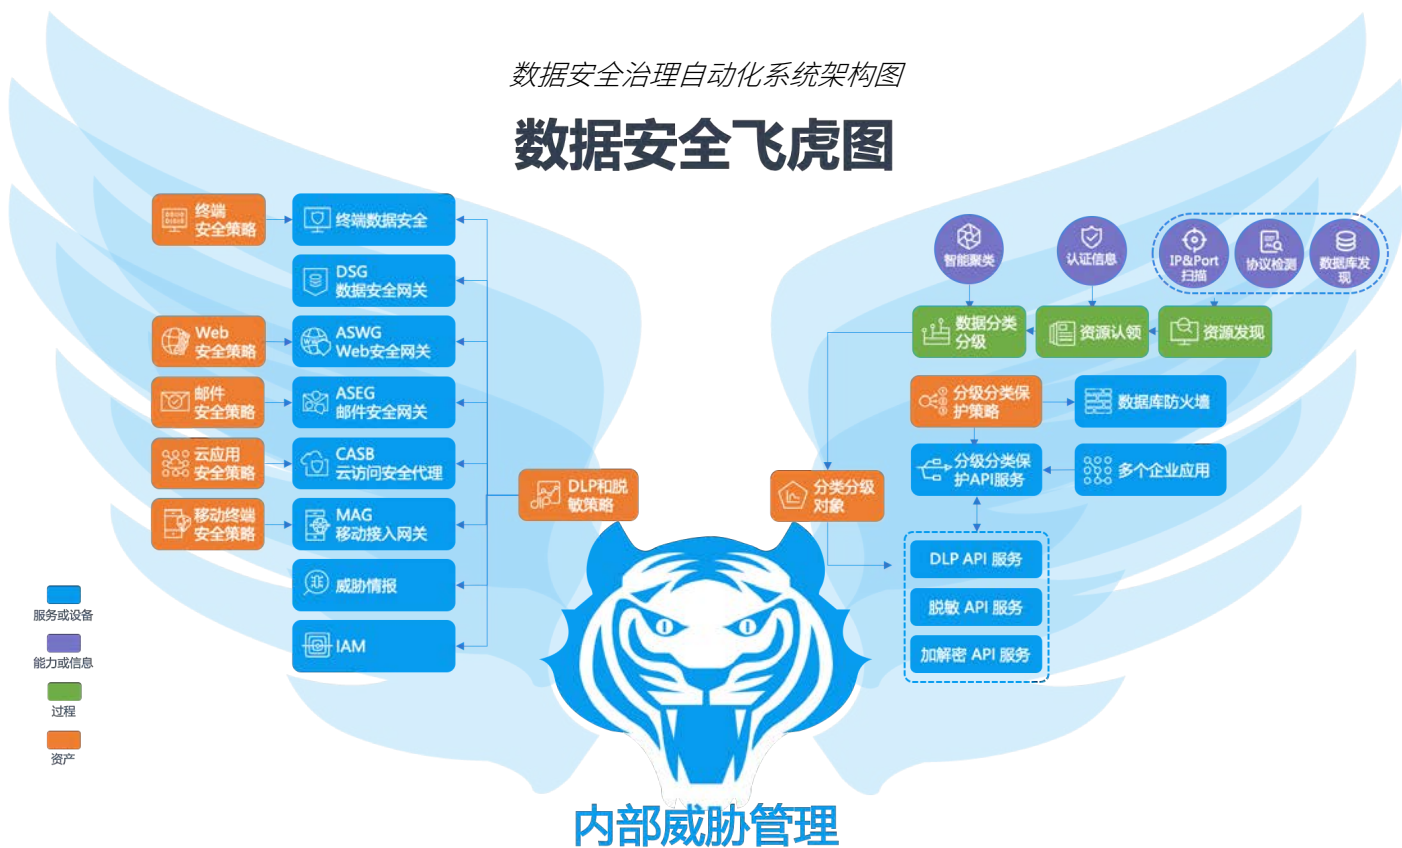 数据安全治理自动化系统架构图
数据安全飞虎图
终端
安全策略
终端数据安全
DSG
数据安全网关
Web
安全策略
ASWG
Web安全网关
邮件
安全策略
ASEG
邮件安全网关
云应用
安全策略
CASB
云访问安全代理
移动终端
安全策略
MAG
移动接入网关
威胁情报
IAM
DLP和脱
敏策略
智能聚类
认证信息
IP&Port
扫描
协议检测
数据库发
现
数据分类
分级
资源认领
资源发现
分级分类保
护策略
数据库防火墙
分级分类保
护API服务
多个企业应用
分类分级
对象
DLP API 服务
脱敏 API 服务
加解密 API 服务
服务或设备
能力或信息
过程
资产
内部威胁管理